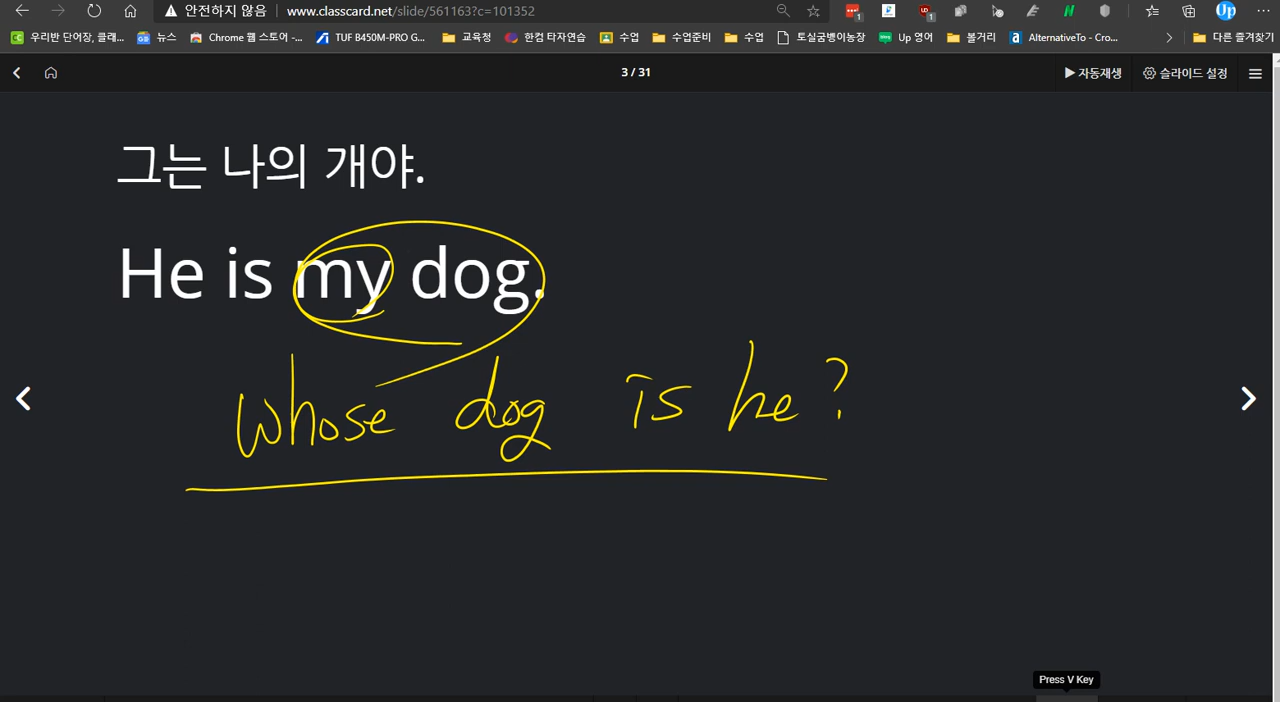 안전하지 않음 www.classcard.net/slide/561163?c=101352
우리반 단어장, 클래... 뉴스 Chrome 웹 스토어 -... TUF B450M-PRO G... 교육청 한컴 타자연습 수업 수업준비 수업 토실굼벵이농장 Up 영어 볼거리 AlternativeTo - Cro... 다른 즐겨찾기
3 / 31 자동재생 슬라이드 설정
그는 나의 개야.
He is my dog.
whose dog is he?
Press V Key